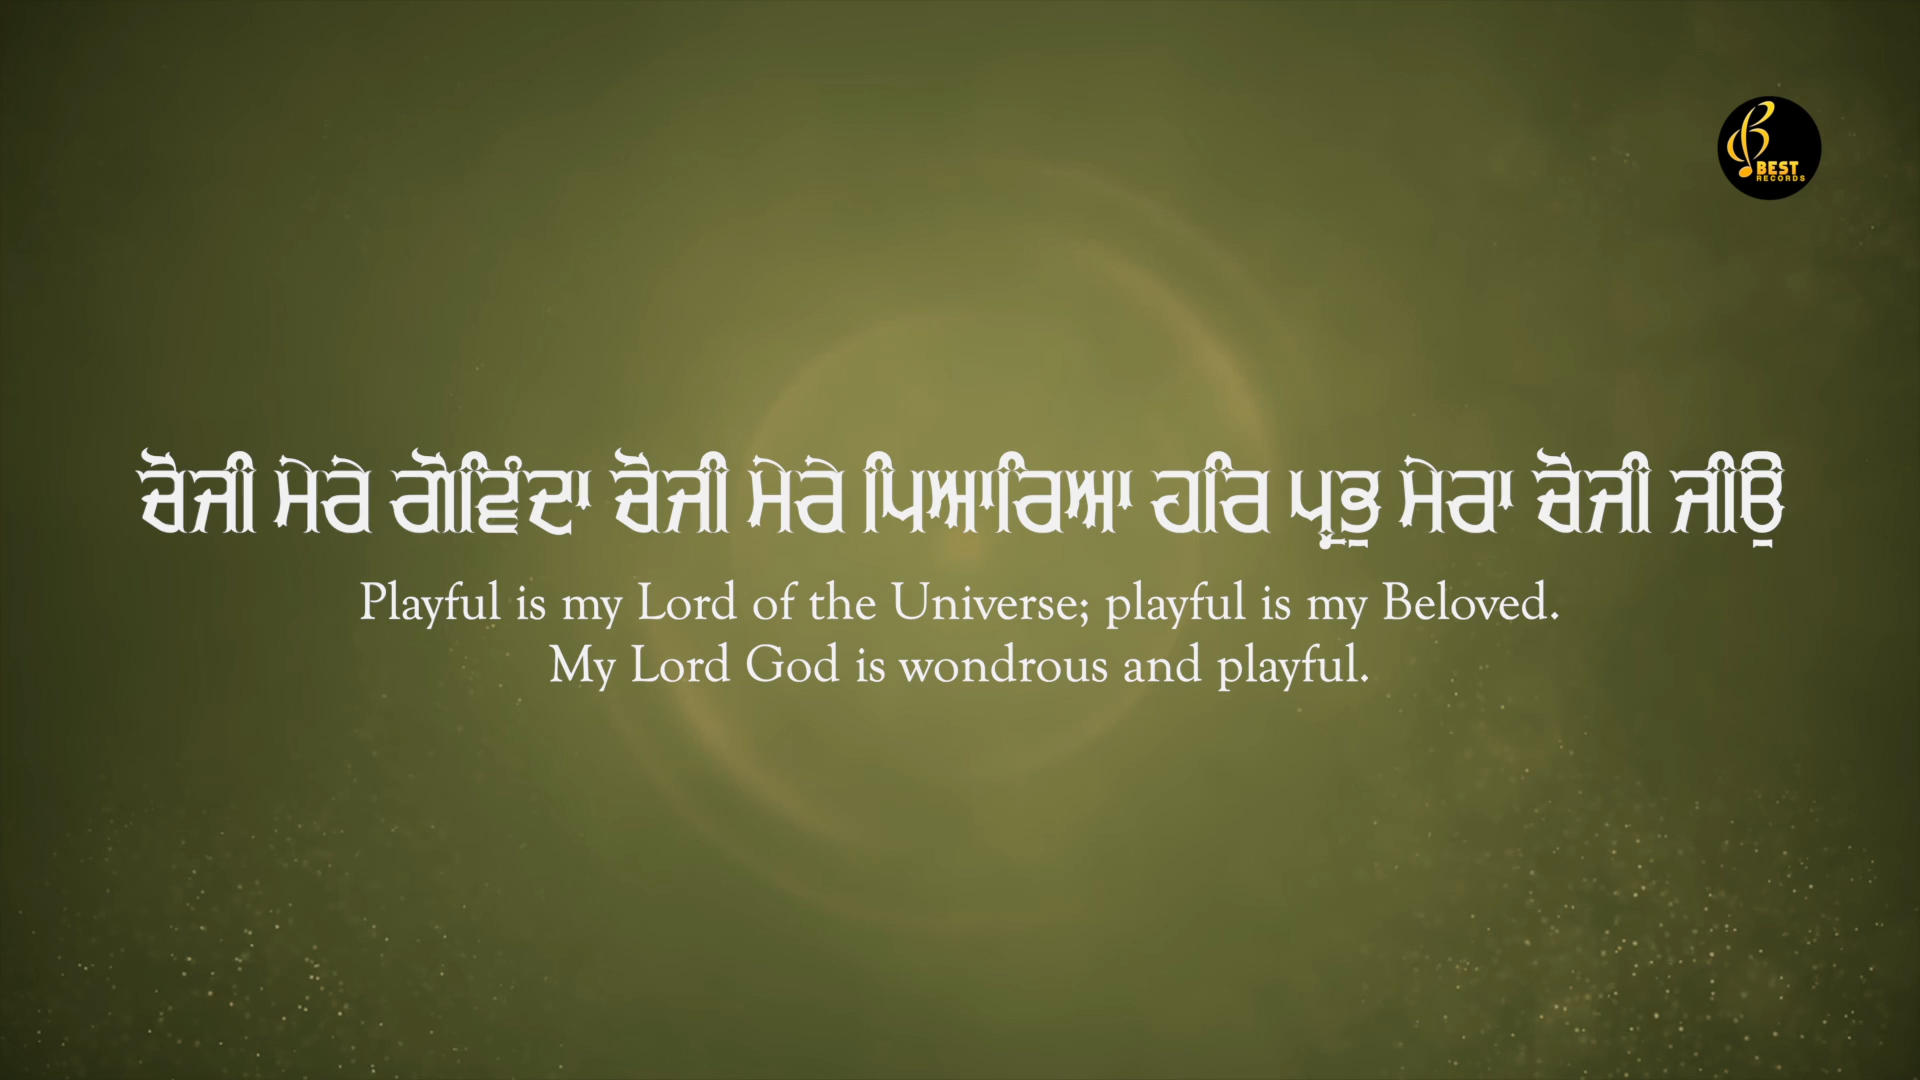 BEST
RECORDS
ਚੋਜੀ ਮੇਰੇ ਗੋਵਿੰਦਾ ਚੋਜੀ ਮੇਰੇ ਪਿਆਰਿਆ ਹਰਿ ਪ੍ਰਭੁ ਮੇਰਾ ਚੋਜੀ ਜੀਉ
Playful is my Lord of the Universe; playful is my Beloved.
My Lord God is wondrous and playful.